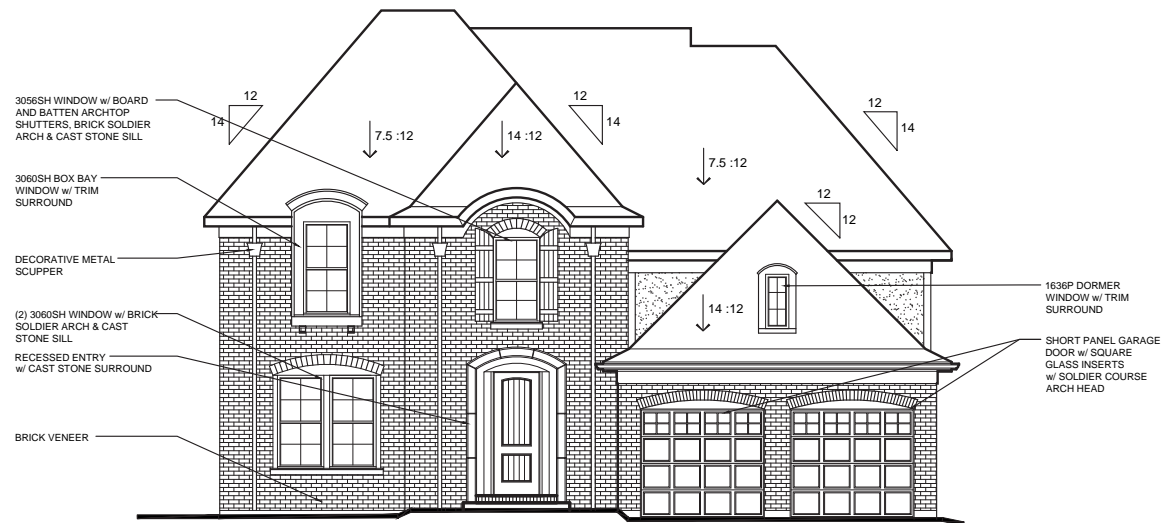 3056SH WINDOW w/ BOARD
AND BATTEN ARCHTOP
SHUTTERS, BRICK SOLDIER
ARCH & CAST STONE SILL
3060SH BOX BAY
WINDOW w/ TRIM
SURROUND
DECORATIVE METAL
SCUPPER
(2) 3060SH WINDOW w/ BRICK
SOLDIER ARCH & CAST
STONE SILL
RECESSED ENTRY
w/ CAST STONE SURROUND
BRICK VENEER
12
14
7.5 :12
14 :12
12
14
7.5 :12
12
14
12
12
14 :12
1636P DORMER
WINDOW w/ TRIM
SURROUND
SHORT PANEL GARAGE
DOOR w/ SQUARE
GLASS INSERTS
w/ SOLDIER COURSE
ARCH HEAD